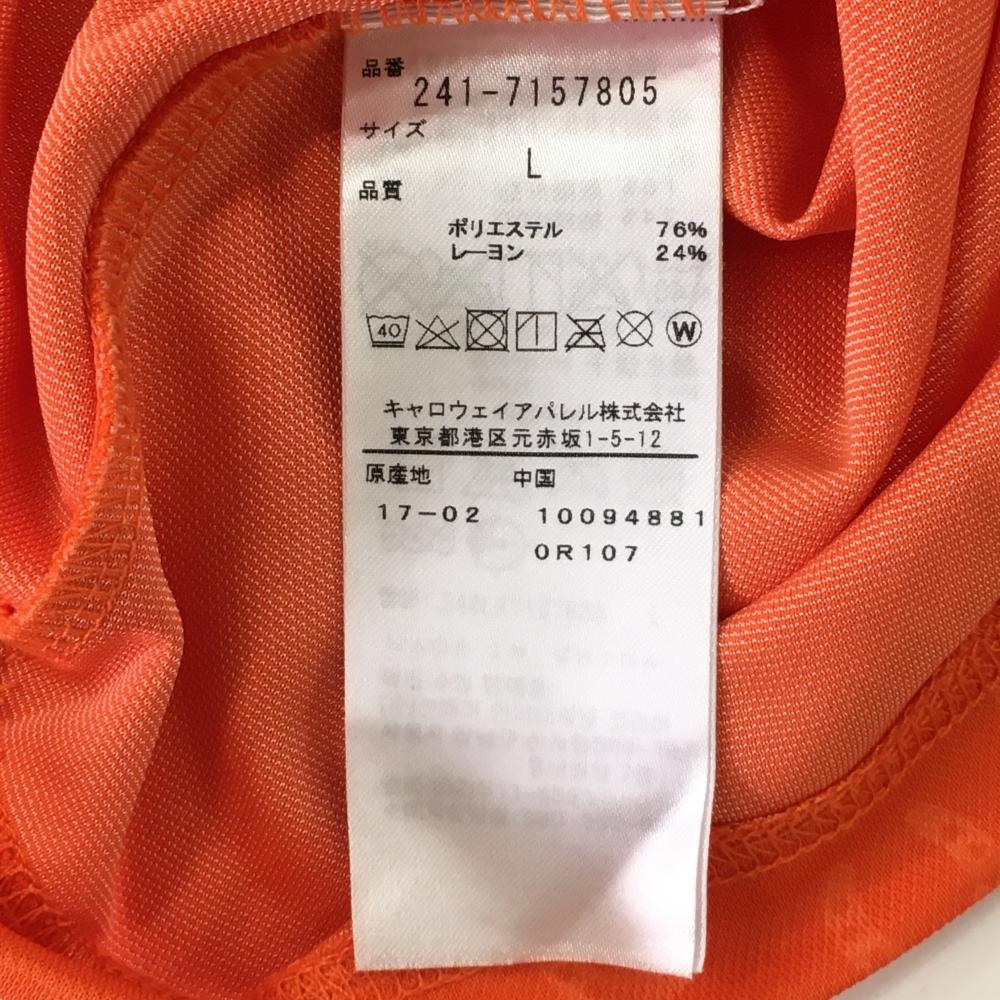 品番
241-7157805
サイズ
L
品質
ポリエステル 76%
レーヨン 24%
40 W
キャロウェイアパレル株式会社
東京都港区元赤坂1-5-12
原産地 中国
17-02 10094881
OR107